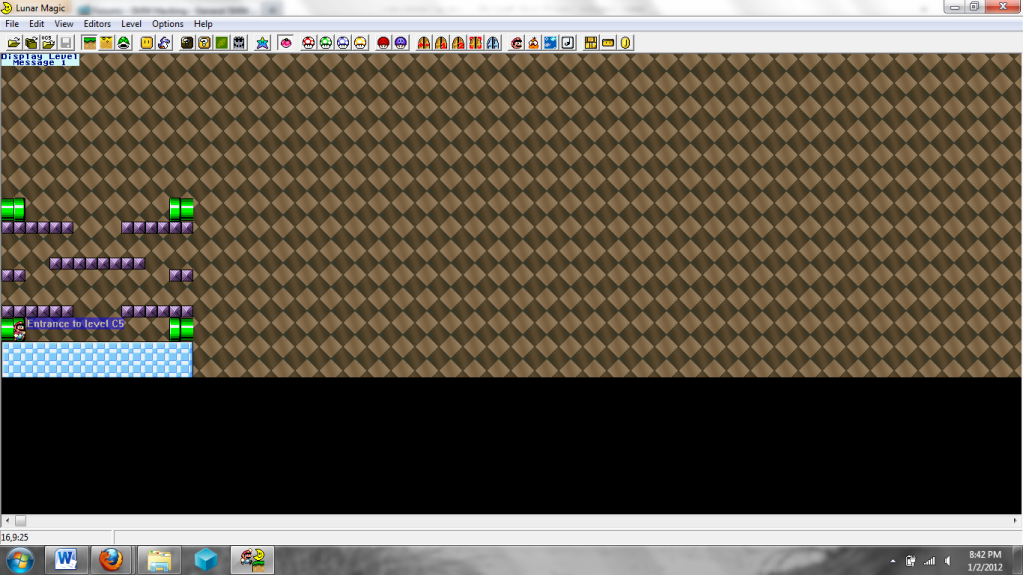 Lunar Magic
File Edit View Editors Level Options Help
Display Level
Message 1
Entrance to level C5
16,9:25
8:42 PM
1/2/2012